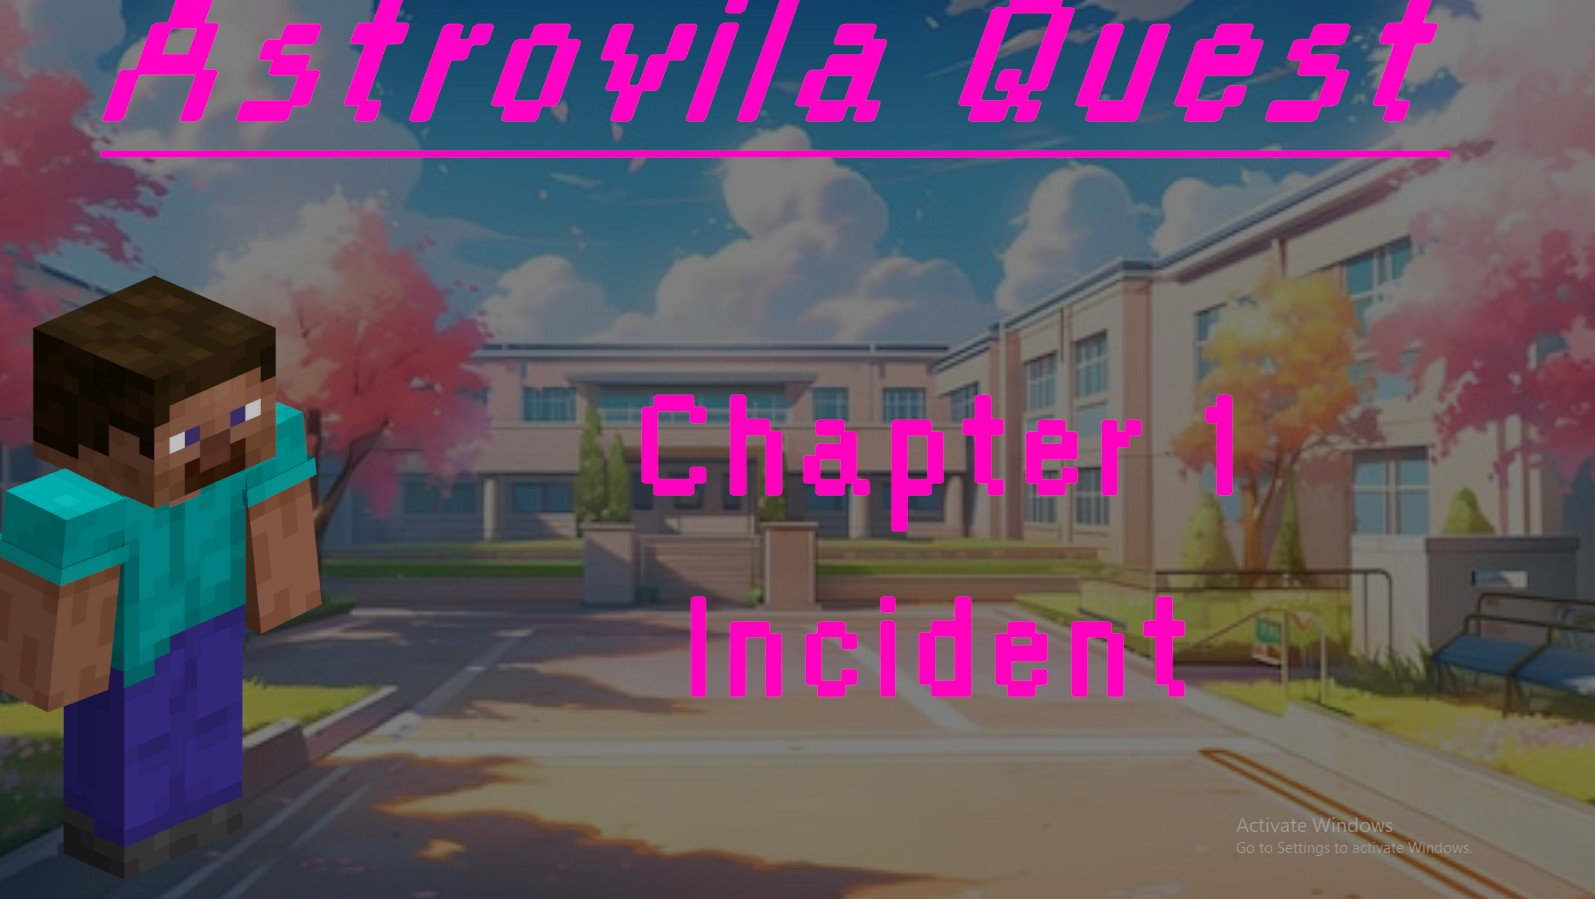 Astrovila Quest
Chapter 1
Incident
Activate Windows
Go to Settings to activate Windows.